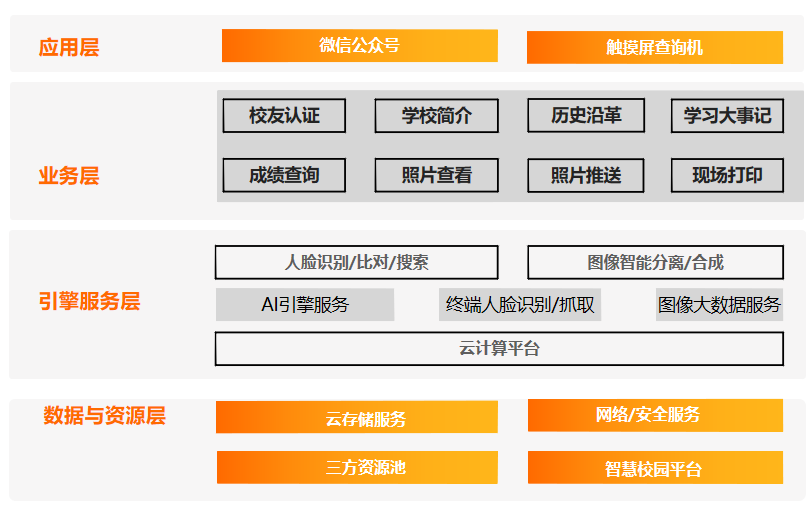 应用层
微信公众号
触摸屏查询机
业务层
校友认证
学校简介
历史沿革
学习大事记
成绩查询
照片查看
照片推送
现场打印
引擎服务层
人脸识别/比对/搜索
图像智能分离/合成
AI引擎服务
终端人脸识别/抓取
图像大数据服务
云计算平台
数据与资源层
云存储服务
网络/安全服务
三方资源池
智慧校园平台